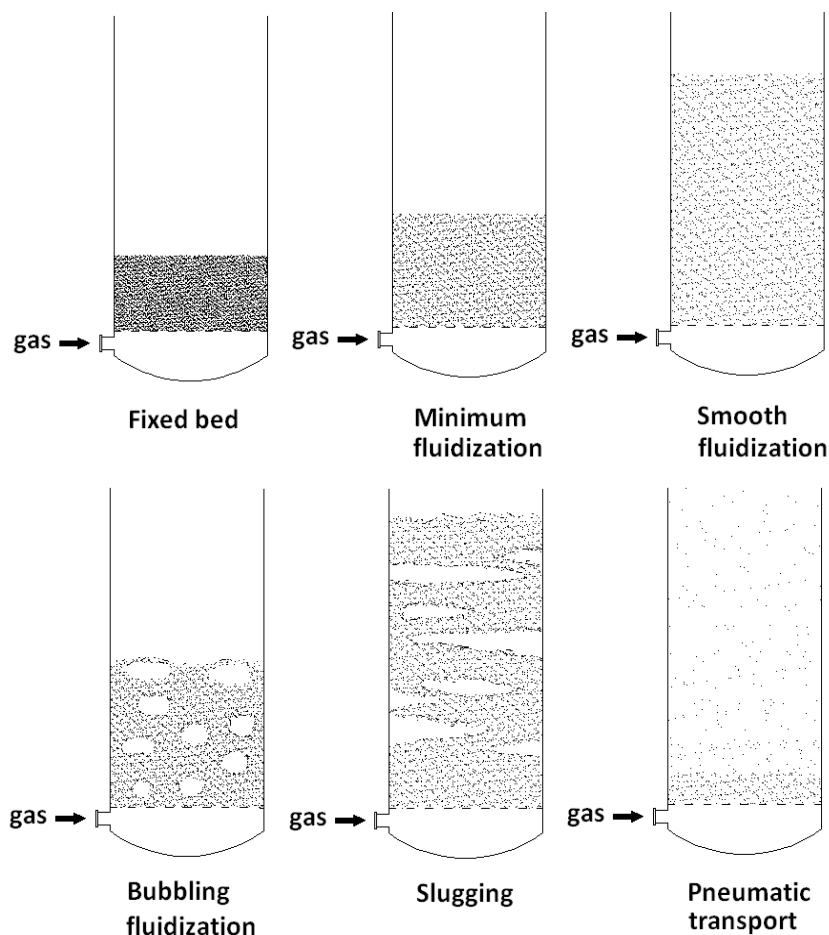 gas
gas
gas
Fixed bed
Minimum
fluidization
Smooth
fluidization
gas
gas
gas
Bubbling
fluidization
Slugging
Pneumatic
transport